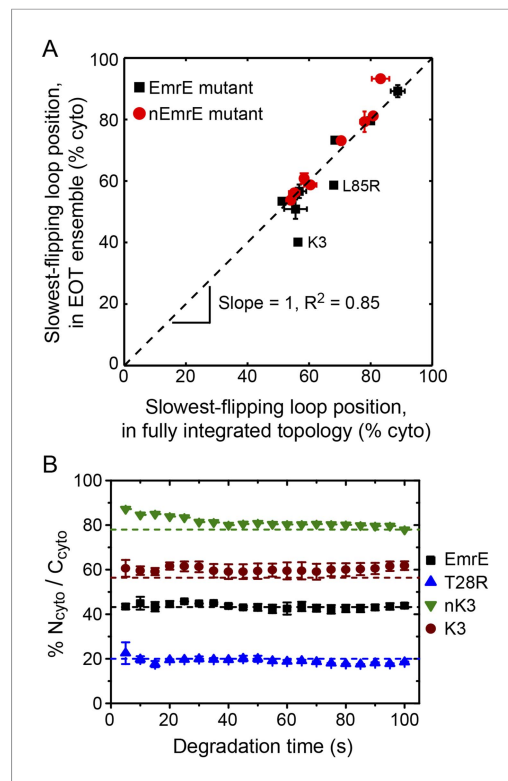 A
Slowest-flipping loop position,
in EOT ensemble (% cyto)
100
80
60
40
20
0
EmrE mutant
nEmrE mutant
L85R
K3
Slope = 1, R² = 0.85
0 20 40 60 80 100
Slowest-flipping loop position,
in fully integrated topology (% cyto)
B
% Ncyto / Ccyto
100
80
60
40
20
0
EmrE
T28R
nK3
K3
0 20 40 60 80 100
Degradation time (s)